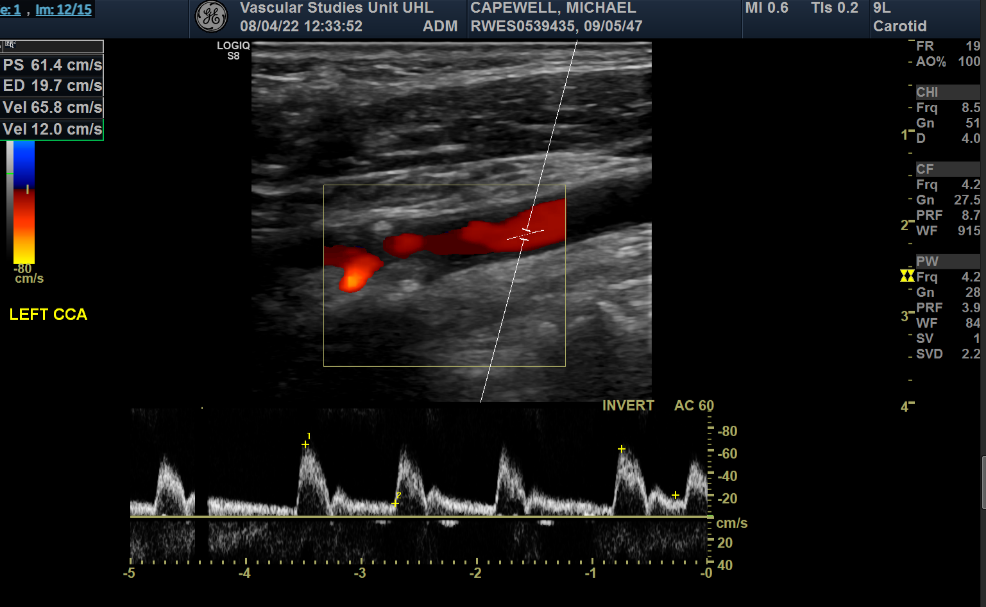 e: 1 , Im: 12/15
Vascular Studies Unit UHL
08/04/22 12:33:52 ADM
CAPEWELL, MICHAEL
RWES0539435, 09/05/47
MI 0.6 TIs 0.2
9L
Carotid
LOGIQ
S8
PS 61.4 cm/s
ED 19.7 cm/s
Vel 65.8 cm/s
Vel 12.0 cm/s
-80
cm/s
LEFT CCA
FR 19
AO% 100
CHI
Frq 8.5
Gn 51
D 4.0
CF
Frq 4.2
Gn 27.5
PRF 8.7
WF 915
PW
Frq 4.2
Gn 28
PRF 3.9
WF 84
SV 1
SVD 2.2
1
2
3
4
INVERT AC 60
1
2
-80
-60
-40
-20
cm/s
20
40
-5 -4 -3 -2 -1 -0